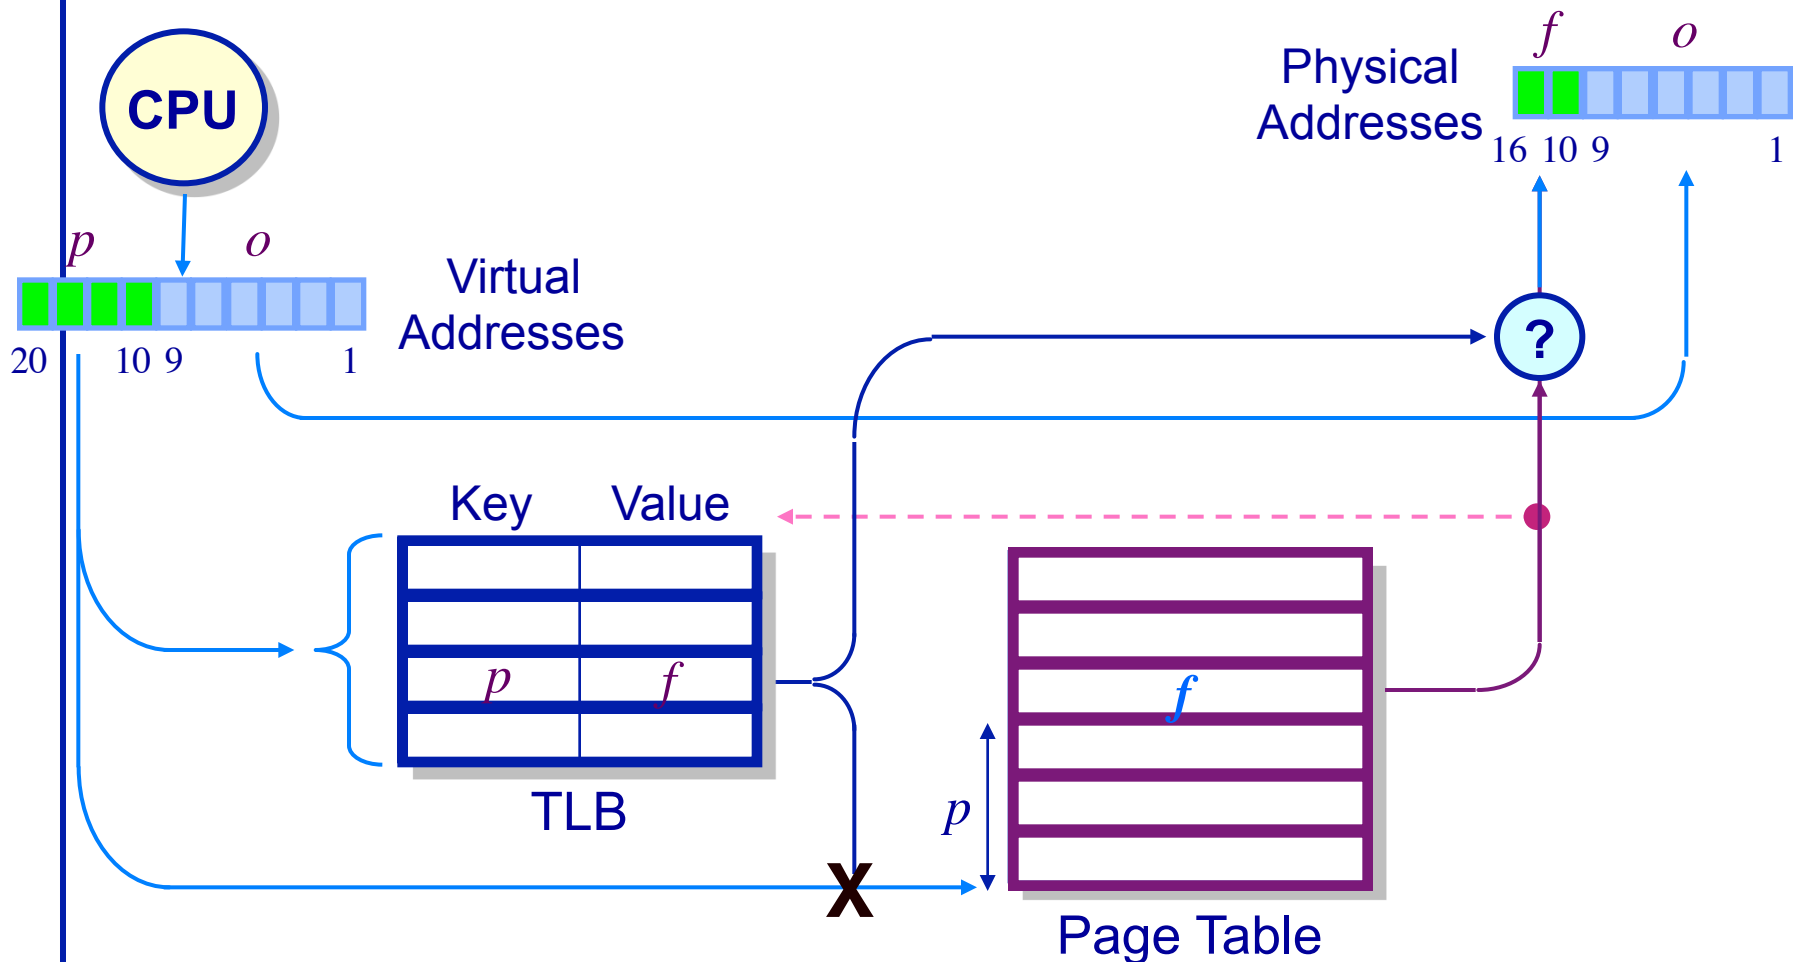 f o
Physical
Addresses
16 10 9 1
CPU
p o
Virtual
Addresses
20 10 9 1
?
Key Value
p f
TLB
f
p
X
Page Table